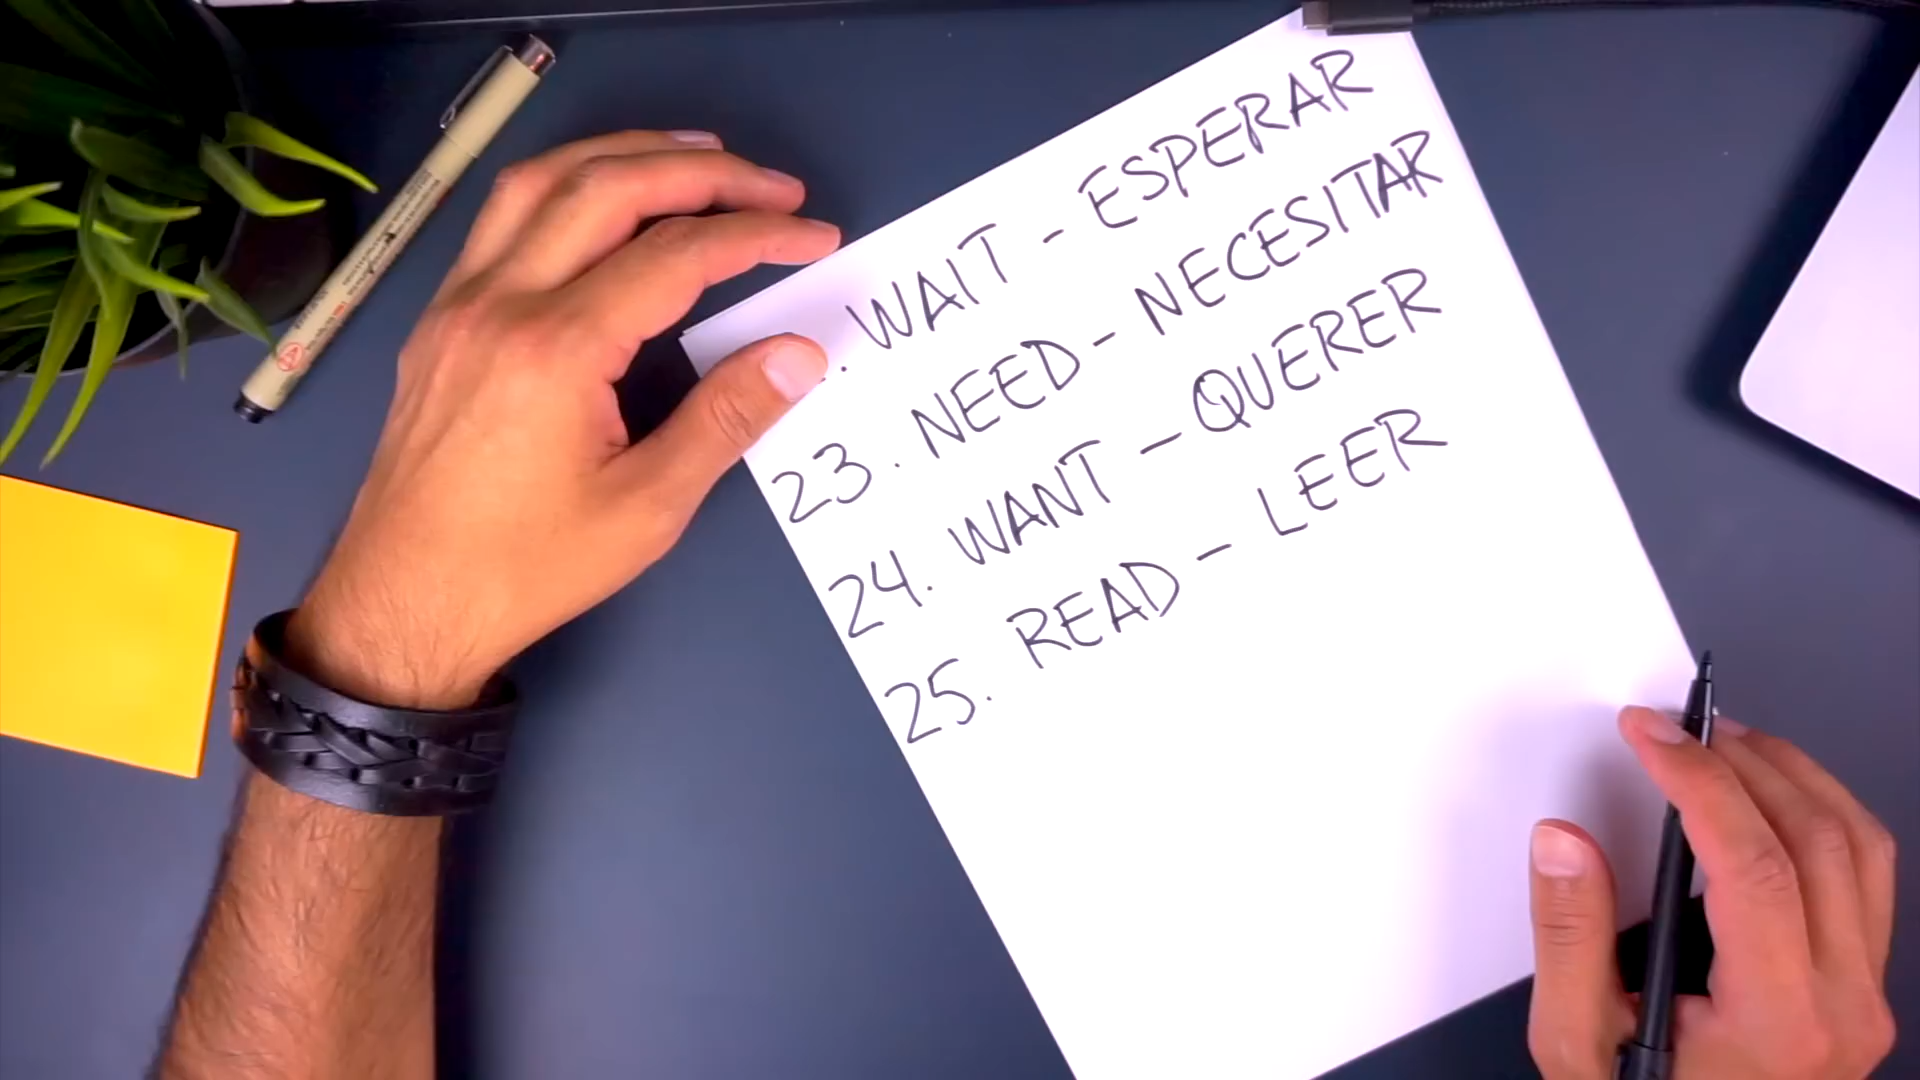 . WAIT - ESPERAR
23. NEED - NECESITAR
24. WANT - QUERER
25. READ - LEER